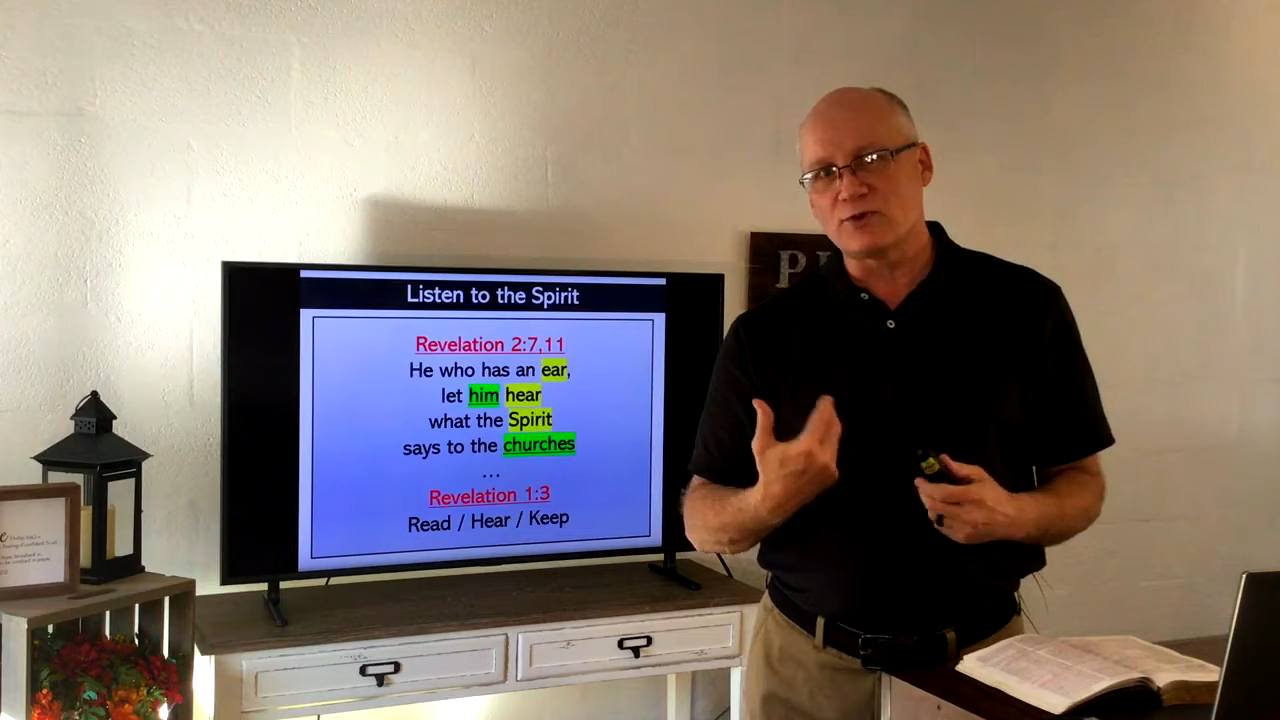 Listen to the Spirit
Revelation 2:7,11
He who has an ear,
let him hear
what the Spirit
says to the churches
...
Revelation 1:3
Read / Hear / Keep